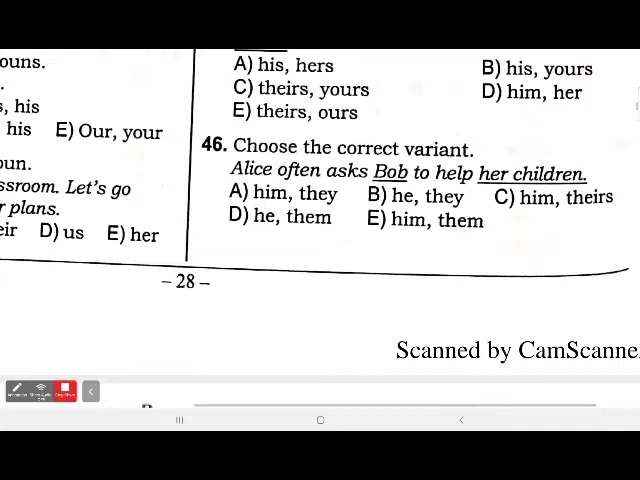 ouns.
.
s, his
his E) Our, your
oun.
ssroom. Let's go
r plans.
eir D) us E) her
A) his, hers B) his, yours
C) theirs, yours D) him, her
E) theirs, ours
46. Choose the correct variant.
Alice often asks Bob to help her children.
A) him, they B) he, they C) him, theirs
D) he, them E) him, them
– 28 –
Scanned by CamScanne